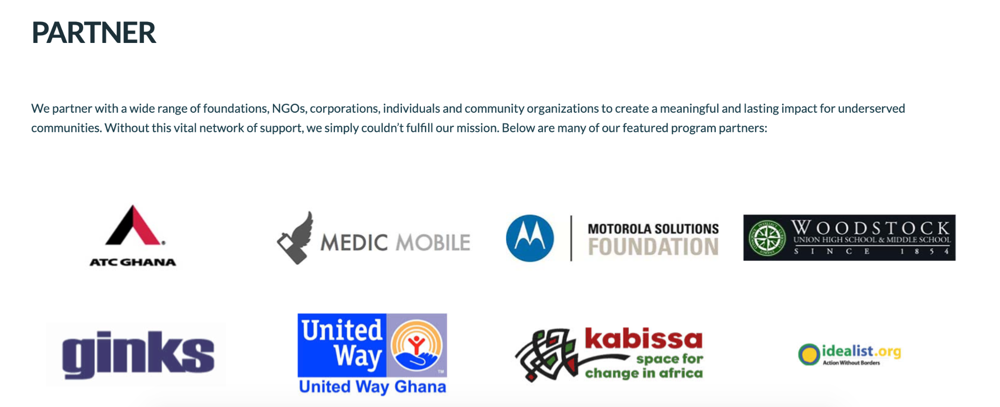 PARTNER
We partner with a wide range of foundations, NGOs, corporations, individuals and community organizations to create a meaningful and lasting impact for underserved
communities. Without this vital network of support, we simply couldn’t fulfill our mission. Below are many of our featured program partners:
ATC GHANA
MEDIC MOBILE
MOTOROLA SOLUTIONS
FOUNDATION
WOODSTOCK
UNION HIGH SCHOOL & MIDDLE SCHOOL
SINCE 1854
ginks
United
Way
TM
United Way Ghana
kabissa
space for
change in africa
idealist.org
Action Without Borders